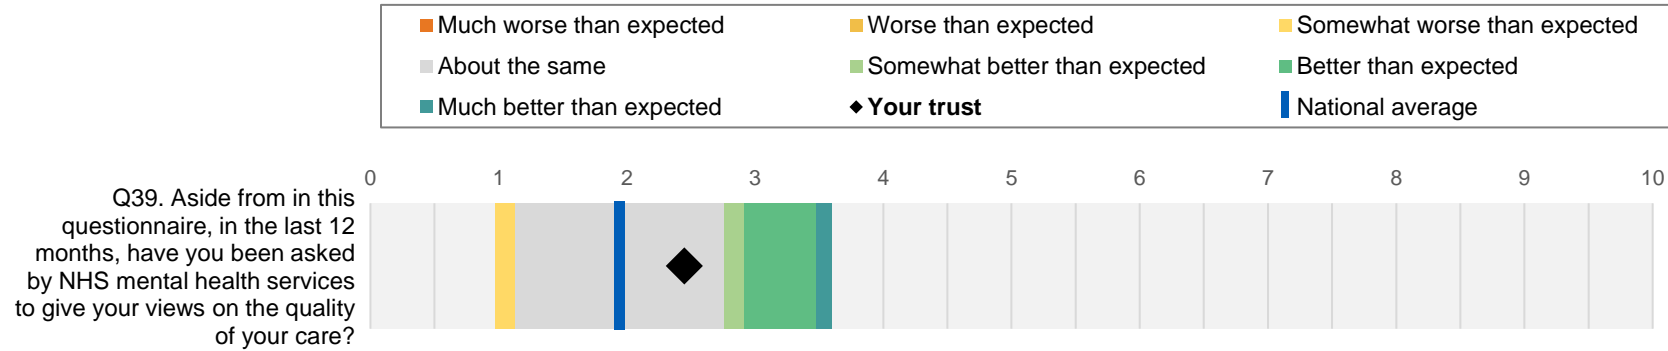 Much worse than expected
Worse than expected
Somewhat worse than expected
About the same
Somewhat better than expected
Better than expected
Much better than expected
Your trust
National average
0 1 2 3 4 5 6 7 8 9 10
Q39. Aside from in this
questionnaire, in the last 12
months, have you been asked
by NHS mental health services
to give your views on the quality
of your care?